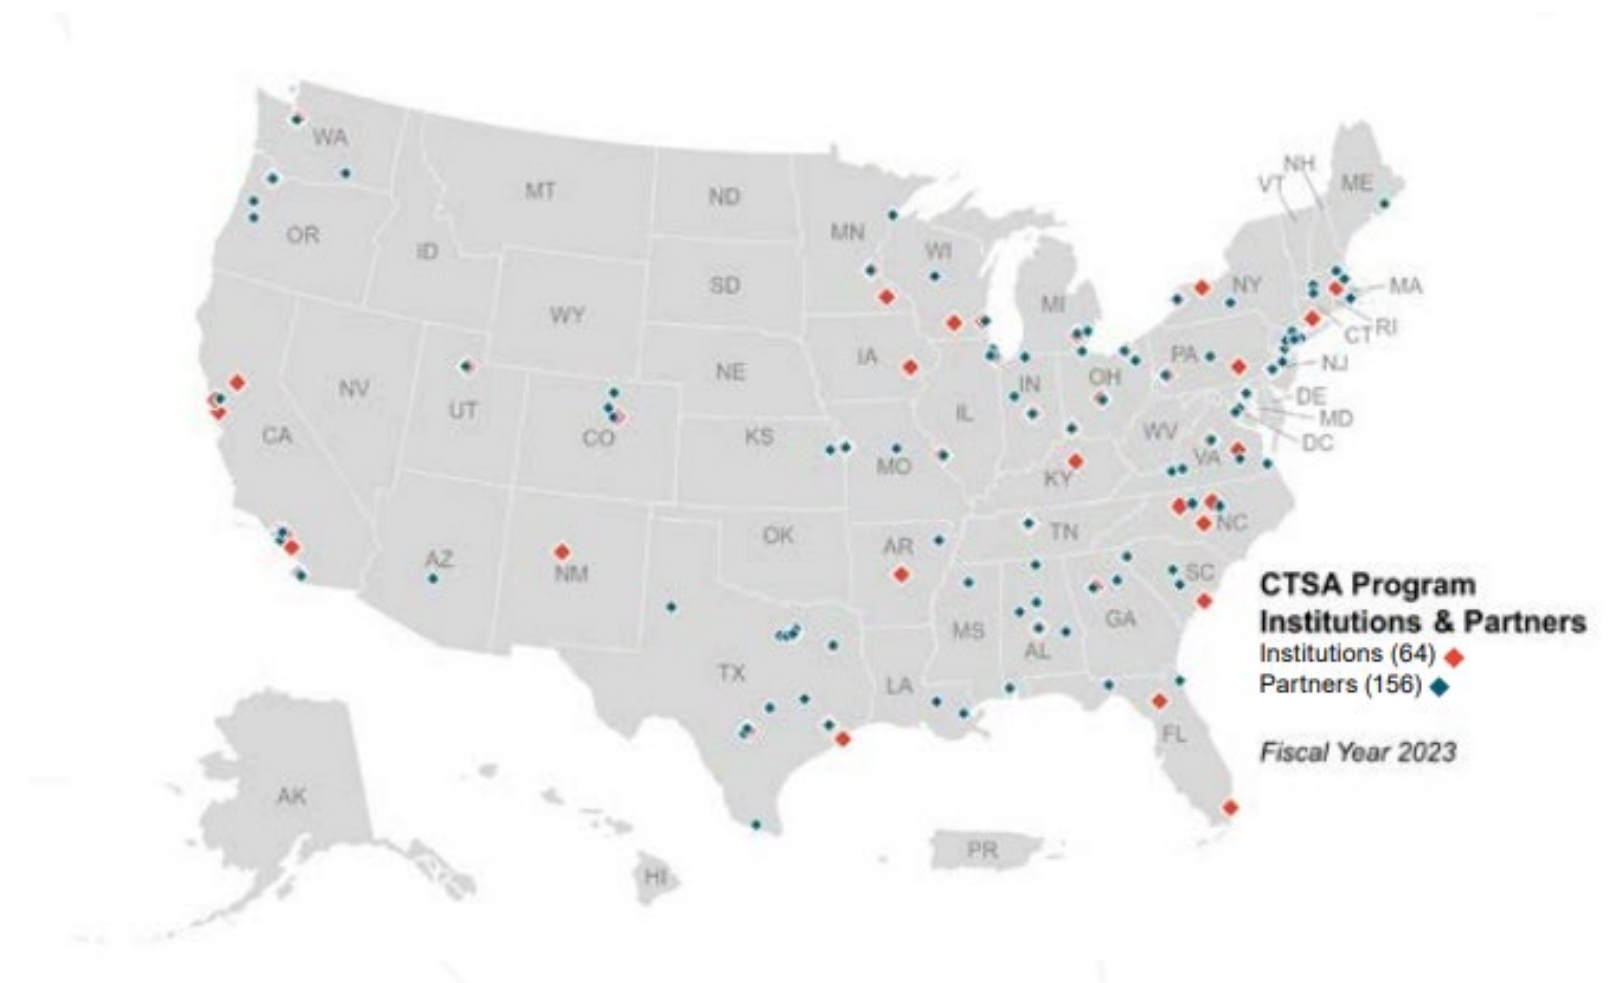 WA
MT
ND
MN
VT
NH
ME
OR
ID
SD
WI
MI
NY
MA
WY
CT
RI
NV
UT
NE
IA
IL
IN
OH
PA
NJ
DE
MD
DC
CA
CO
KS
MO
WV
VA
KY
AZ
NM
OK
AR
TN
NC
SC
TX
LA
MS
AL
GA
FL
CTSA Program
Institutions & Partners
Institutions (64)
Partners (156)
Fiscal Year 2023
AK
HI
PR